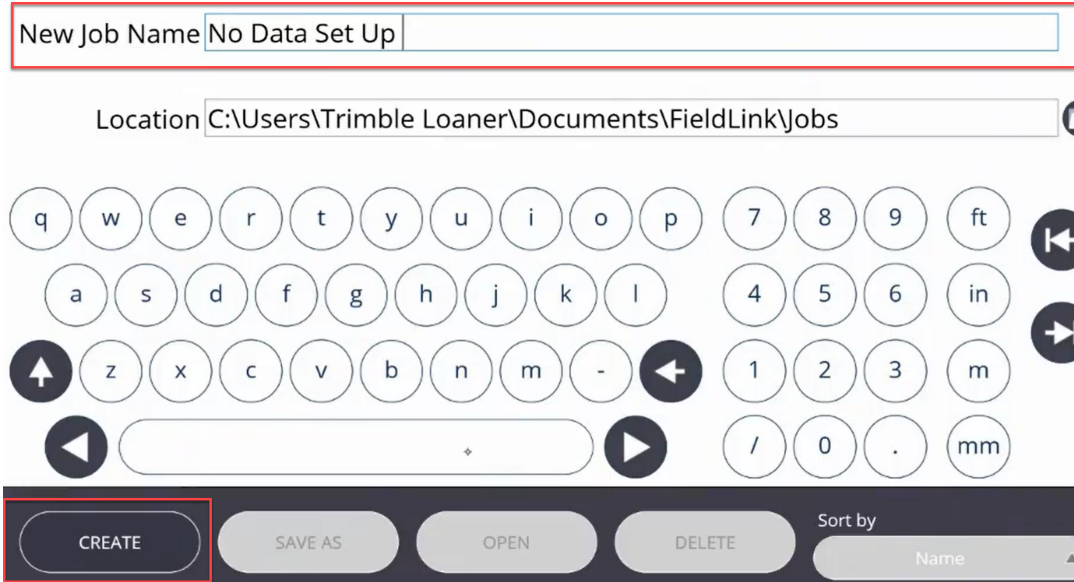 New Job Name No Data Set Up
Location C:\Users\Trimble Loaner\Documents\FieldLink\Jobs
q w e r t y u i o p 7 8 9 ft
a s d f g h j k l 4 5 6 in
z x c v b n m - 1 2 3 m
/ 0 . mm
Sort by
CREATE SAVE AS OPEN DELETE Name